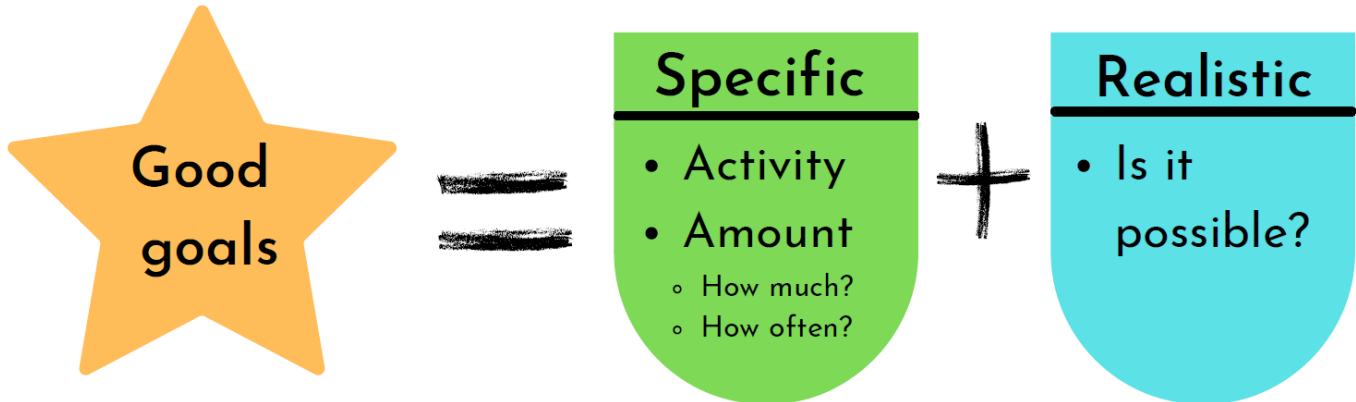 Good
goals
=
Specific
• Activity
• Amount
◦ How much?
◦ How often?
+
Realistic
• Is it
possible?